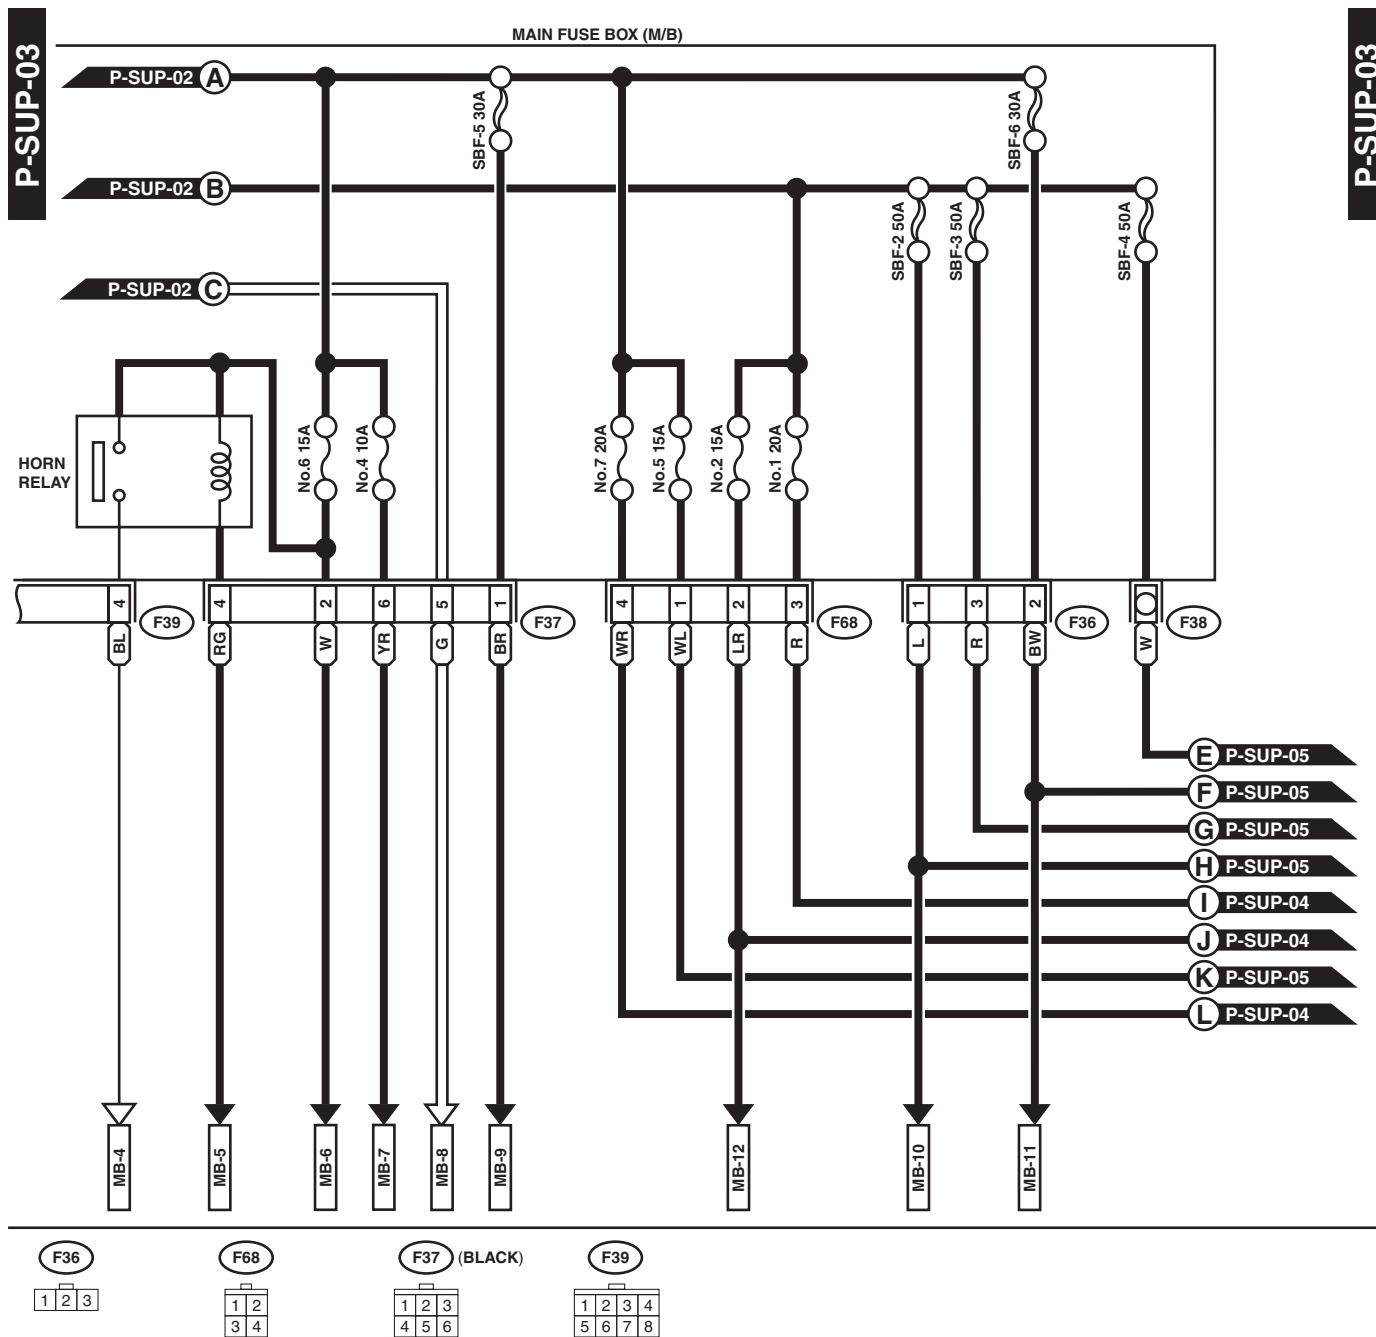 P-SUP-03
P-SUP-03
MAIN FUSE BOX (M/B)
P-SUP-02 A
SBF-5 30A
SBF-6 30A
P-SUP-02 B
SBF-2 50A
SBF-3 50A
SBF-4 50A
P-SUP-02 C
HORN
RELAY
No.6 15A
No.4 10A
No.7 20A
No.5 15A
No.2 15A
No.1 20A
4 F39 4 2 6 5 1 F37 4 1 2 3 F68 1 3 2 F36 F38
BL RG W YR G BR WR WL LR R L R BW W
E P-SUP-05
F P-SUP-05
G P-SUP-05
H P-SUP-05
I P-SUP-04
J P-SUP-04
K P-SUP-05
L P-SUP-04
MB-4 MB-5 MB-6 MB-7 MB-8 MB-9 MB-12 MB-10 MB-11
F36 F68 F37 (BLACK) F39
1 2 3 1 2 1 2 3 1 2 3 4
3 4 4 5 6 5 6 7 8